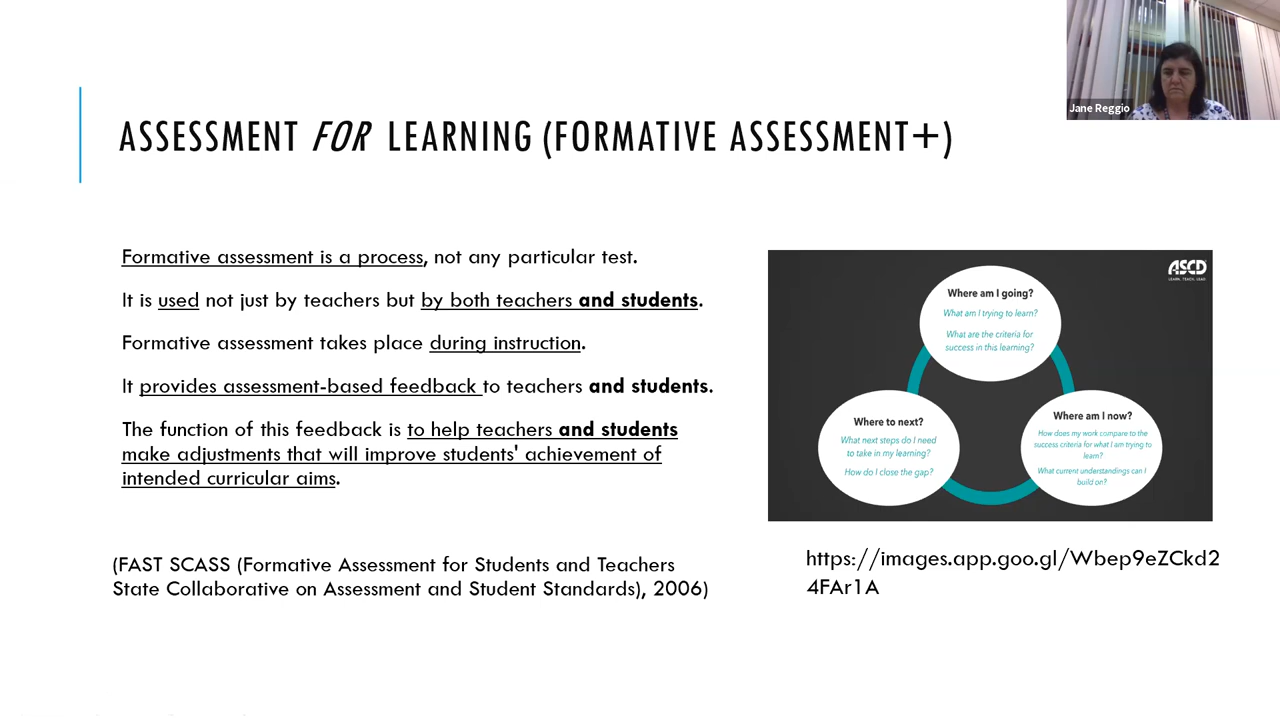 Jane Reggio
ASSESSMENT FOR LEARNING (FORMATIVE ASSESSMENT+)
Formative assessment is a process, not any particular test.
It is used not just by teachers but by both teachers and students.
Formative assessment takes place during instruction.
It provides assessment-based feedback to teachers and students.
The function of this feedback is to help teachers and students
make adjustments that will improve students' achievement of
intended curricular aims.
(FAST SCASS (Formative Assessment for Students and Teachers
State Collaborative on Assessment and Student Standards), 2006)
ASCD
LEARN. TEACH. LEAD.
Where am I going?
What am I trying to learn?
What are the criteria for
success in this learning?
Where to next?
What next steps do I need
to take in my learning?
How do I close the gap?
Where am I now?
How does my work compare to the
success criteria for what I am trying to
learn?
What current understandings can I
build on?
https://images.app.goo.gl/Wbep9eZCkd2
4FAr1A